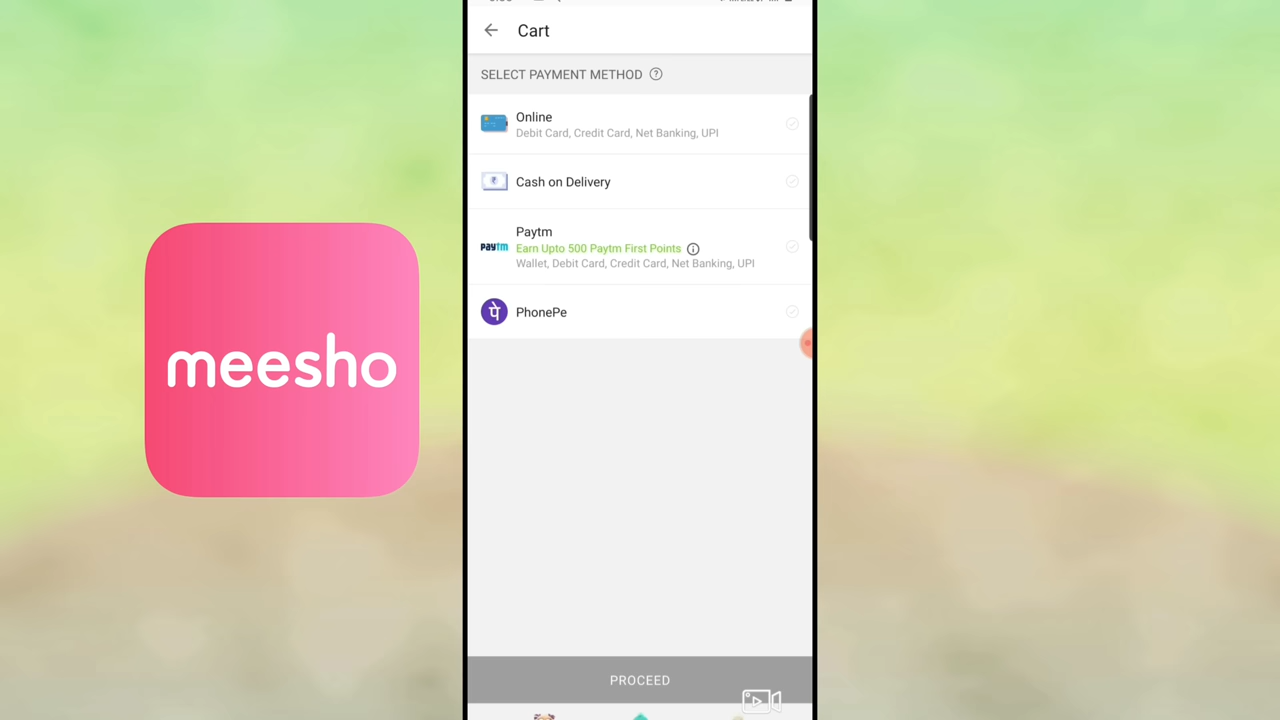 Cart
SELECT PAYMENT METHOD
Online
Debit Card, Credit Card, Net Banking, UPI
₹
Cash on Delivery
Paytm
paytm
Earn Upto 500 Paytm First Points
Wallet, Debit Card, Credit Card, Net Banking, UPI
पे
PhonePe
meesho
PROCEED